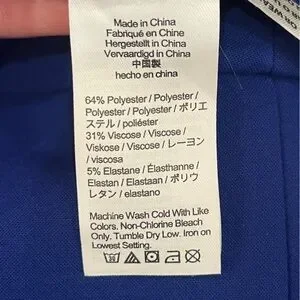 OR WEA
Made in China
Fabriqué en Chine
Hergestellt in China
Vervaardigd in China
中国製
hecho en china
64% Polyester / Polyester /
Polyester / Polyester / ポリエ
ステル / poliéster
31% Viscose / Viscose /
Viskose / Viscose / レーヨン
/ viscosa
5% Elastane / Élasthanne /
Elastan / Elastaan / ポリウ
レタン / elastano
Machine Wash Cold With Like
Colors. Non-Chlorine Bleach
Only. Tumble Dry Low. Iron on
Lowest Setting.